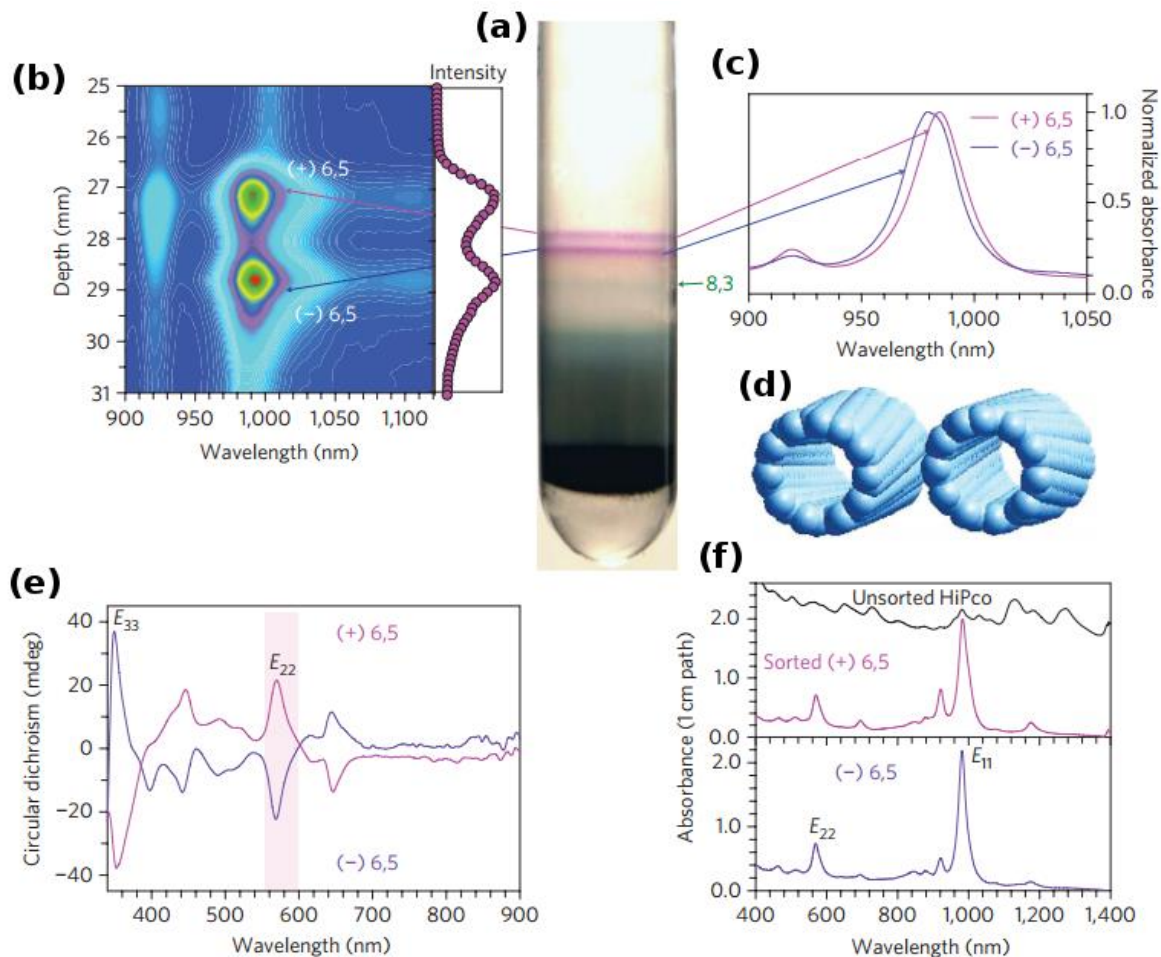 (a)
(b)
Intensity
25
26
27
28
29
30
31
Depth (mm)
(+) 6,5
(−) 6,5
900
950
1,000
1,050
1,100
Wavelength (nm)
8,3
(c)
(+) 6,5
(−) 6,5
1.0
0.5
0.0
Normalized absorbance
900
950
1,000
1,050
Wavelength (nm)
(d)
(e)
E33
E22
(+) 6,5
(−) 6,5
40
20
0
−20
−40
Circular dichroism (mdeg)
400
500
600
700
800
900
Wavelength (nm)
(f)
Unsorted HiPco
Sorted (+) 6,5
2.0
1.0
0.0
(−) 6,5
E11
E22
2.0
1.0
0.0
Absorbance (1 cm path)
400
600
800
1,000
1,200
1,400
Wavelength (nm)